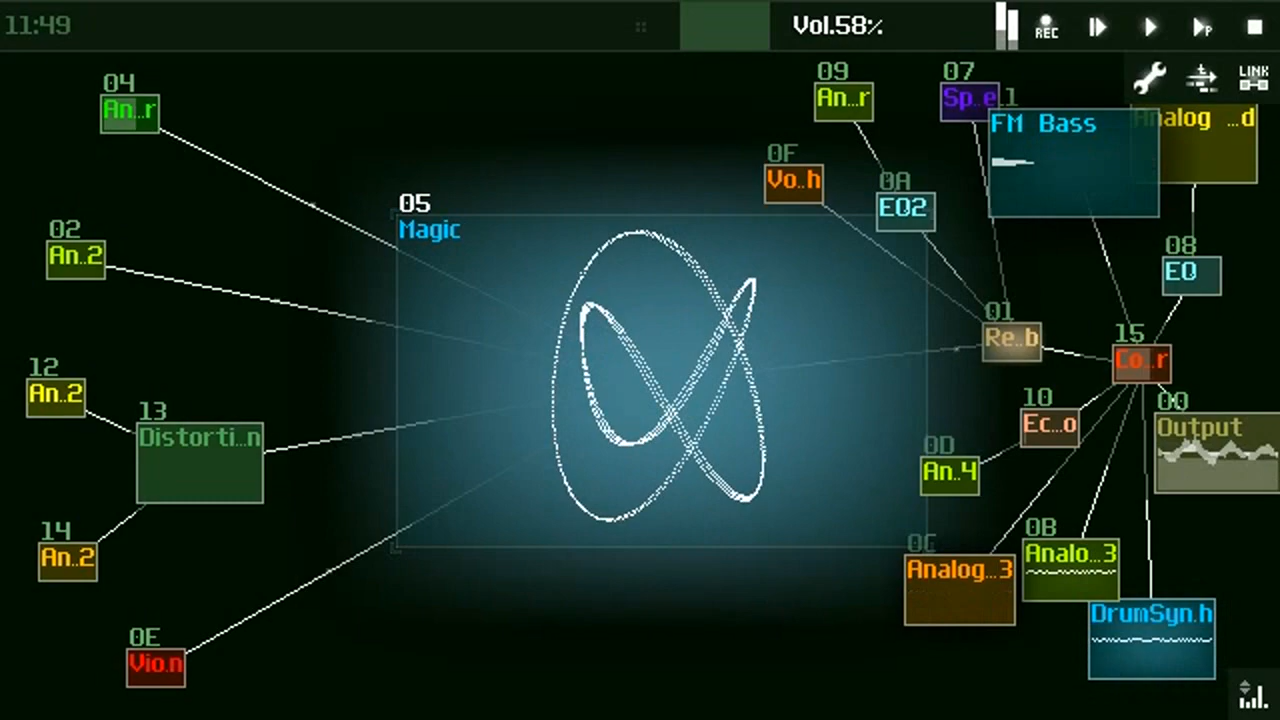 11:49
Vol.58%
REC
P
LINK
04
An..r
09
An..r
07
Sp.e
FM Bass
nalog ...d
0F
Vo.h
0A
EQ2
05
Magic
02
An.2
08
EQ
01
Re..b
15
Co..r
12
An.2
13
Distorti..n
10
Ec..o
00
Output
0D
An.4
14
An.2
0C
Analog..3
0B
Analo...3
DrumSyn.h
0E
Vio.n